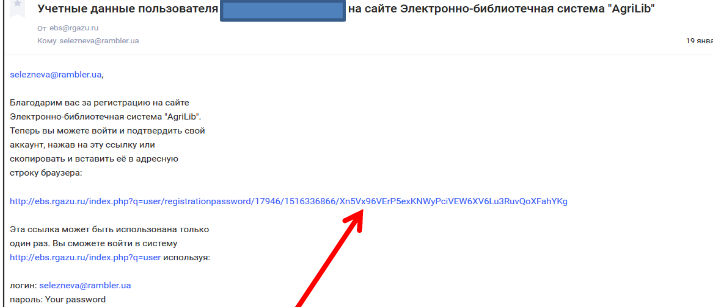 Учетные данные пользователя на сайте Электронно-библиотечная система "AgriLib"
От ebs@rgazu.ru
Кому selezneva@rambler.ua
19 янва
selezneva@rambler.ua,
Благодарим вас за регистрацию на сайте
Электронно-библиотечная система "AgriLib".
Теперь вы можете войти и подтвердить свой
аккаунт, нажав на эту ссылку или
скопировать и вставить её в адресную
строку браузера:
http://ebs.rgazu.ru/index.php?q=user/registrationpassword/17946/1516336866/Xn5Vx96VErP5exKNWyPciVEW6XV6Lu3RuvQoXFahYKg
Эта ссылка может быть использована только
один раз. Вы сможете войти в систему
http://ebs.rgazu.ru/index.php?q=user используя:
логин: selezneva@rambler.ua
пароль: Your password